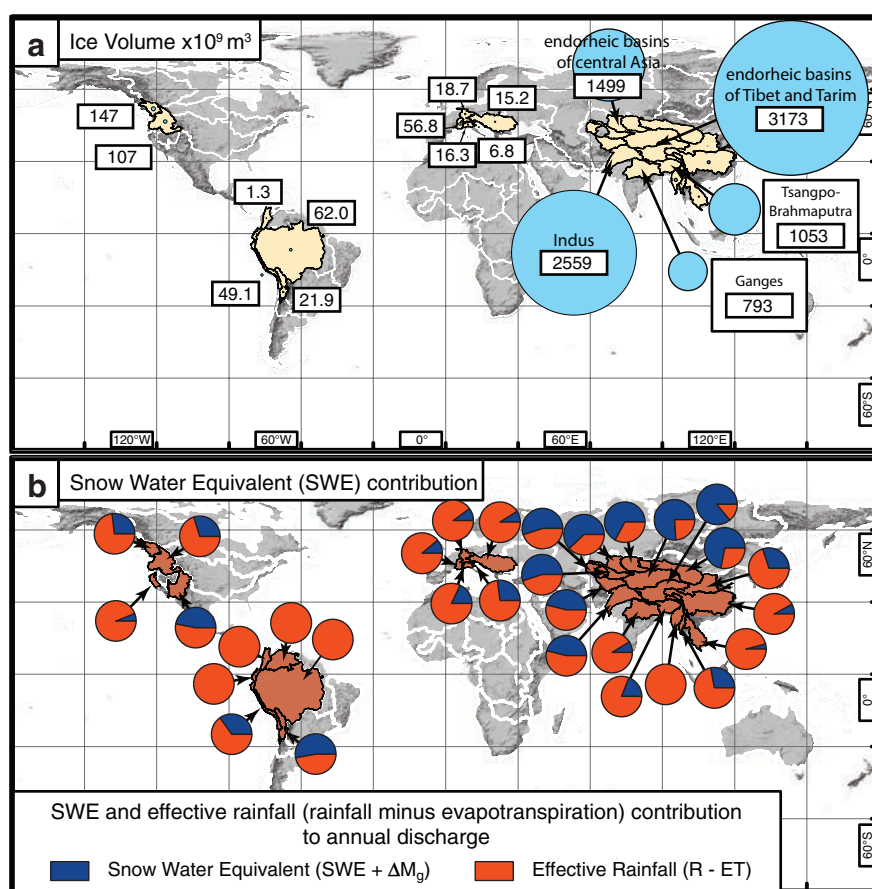 a Ice Volume x10⁹ m³
endorheic basins
of central Asia
1499
endorheic basins
of Tibet and Tarim
3173
147
107
18.7
15.2
56.8
16.3
6.8
1.3
62.0
49.1
21.9
Indus
2559
Tsangpo-
Brahmaputra
1053
Ganges
793
0°
60°S
120°W
60°W
0°
60°E
120°E
b Snow Water Equivalent (SWE) contribution
60°N
0°
60°S
SWE and effective rainfall (rainfall minus evapotranspiration) contribution
to annual discharge
Snow Water Equivalent (SWE + ΔMg)
Effective Rainfall (R - ET)